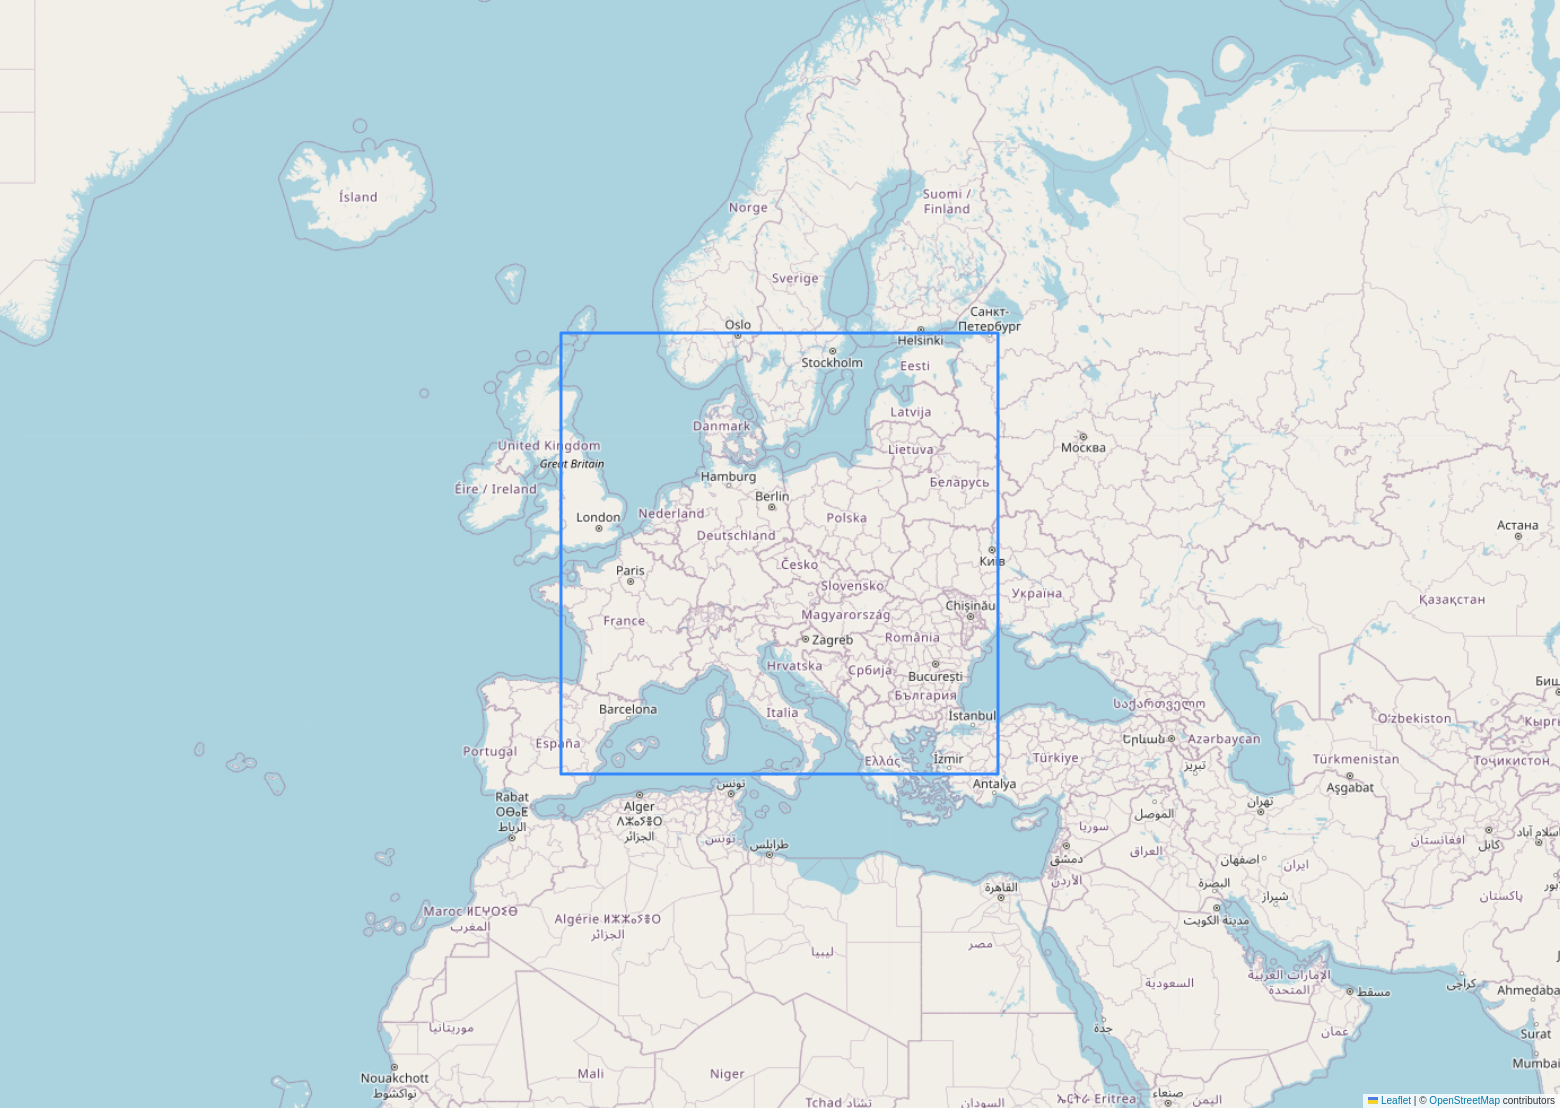 Ísland
Norge
Suomi /
Finland
Sverige
Oslo
Санкт-
Петербург
Helsinki
Stockholm
Eesti
Latvija
Danmark
United Kingdom
Great Britain
Lietuva
Москва
Éire / Ireland
Hamburg
Беларусь
Berlin
London
Nederland
Polska
Deutschland
Астана
Paris
Česko
Київ
Slovensko
Україна
Қазақстан
Chișinău
Magyarország
France
Zagreb
România
Hrvatska
Србија
București
България
Биш
Barcelona
Italia
İstanbul
საქართველო
Oʻzbekiston
Кыргы
España
Portugal
Ελλάς
İzmir
Türkiye
Երևան
Azərbaycan
تبریز
Türkmenistan
Тоҷикистон
Aşgabat
Antalya
تونس
Rabat
ⵔⴱⴰⵟ
الرباط
Alger
الجزائر
تونس
طرابلس
سوريا
الموصل
تهران
دمشق
العراق
اصفهان
ایران
افغانستان
کابل
اسلام آباد
القاهرة
الأردن
البصرة
شیراز
پاکستان
مدينة الكويت
Maroc ⵍⵎⵖⵔⵉⴱ
المغرب
الجزائر
ليبيا
مصر
السعودية
الإمارات العربية
المتحدة
مسقط
کراچی
Ahmedaba
جدة
عمان
Surat
Mumbai
موريتانيا
Nouakchott
نواكشوط
Mali
Niger
Tchad تشاد
السودان
ኤርትራ Eritrea
صنعاء
اليمن
Leaflet | © OpenStreetMap contributors